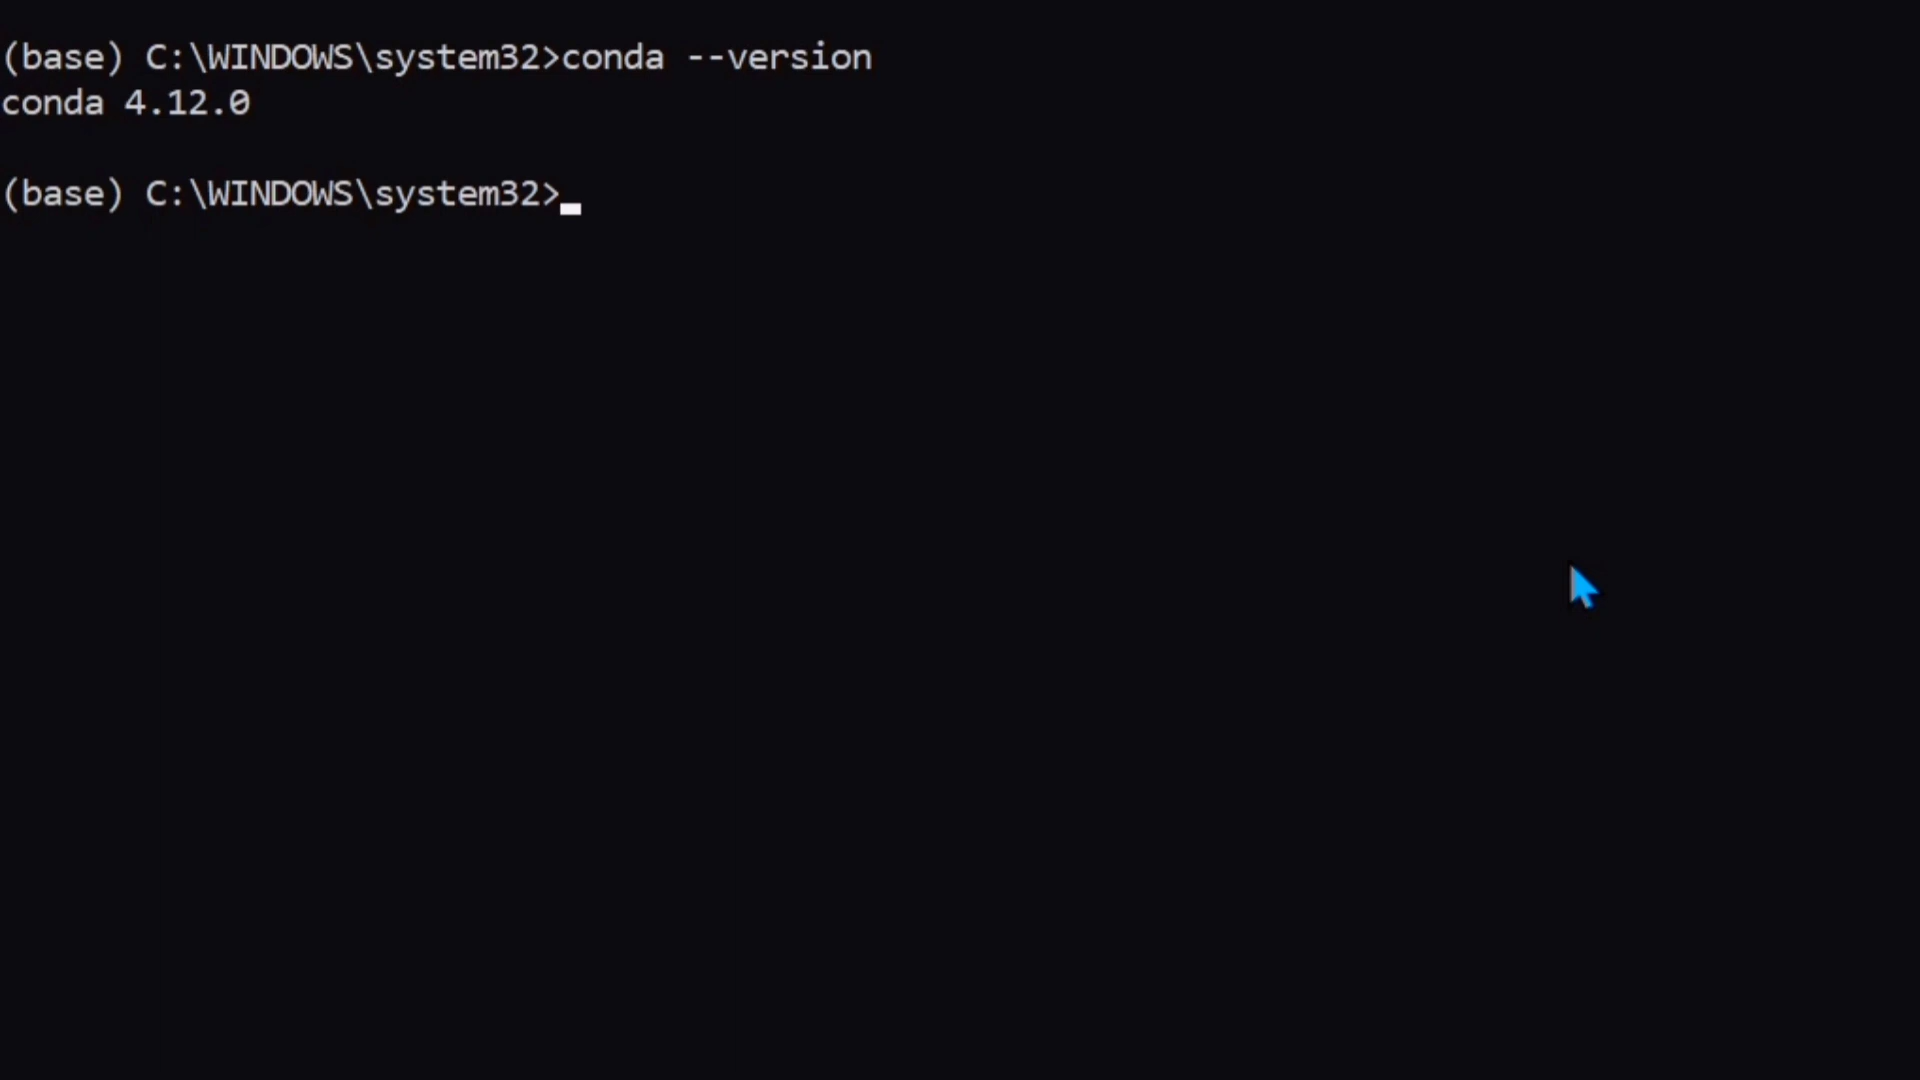 (base) C:\WINDOWS\system32>conda --version
conda 4.12.0
(base) C:\WINDOWS\system32>